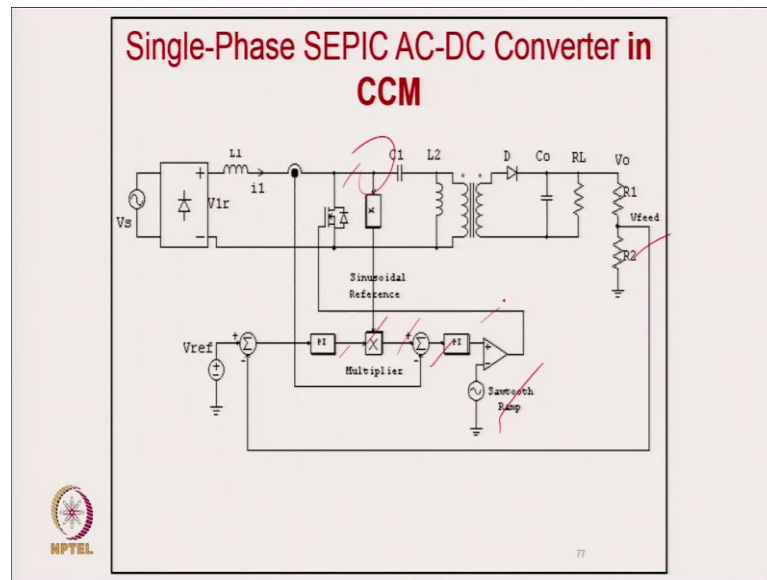 Single-Phase SEPIC AC-DC Converter in
CCM
L1
C1
L2
D
Co
RL
Vo
i1
V1r
Vs
K
R1
Vfeed
R2
Sinusoidal
Reference
Vref
+
-
PI
X
Multiplier
+
-
PI
+
-
Sawtooth
Ramp
NPTEL
77